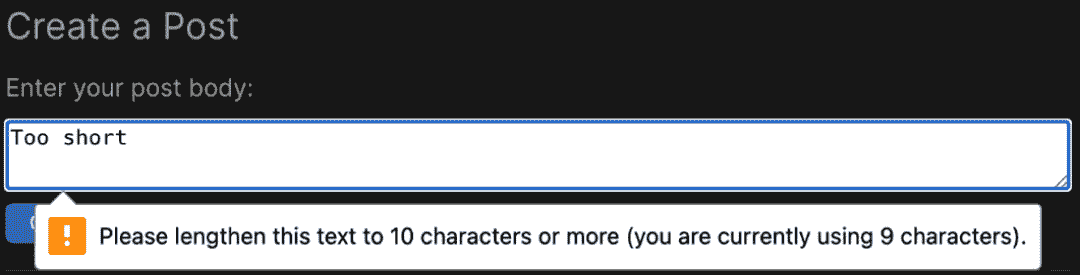 Create a Post
Enter your post body:
Too short
Please lengthen this text to 10 characters or more (you are currently using 9 characters).